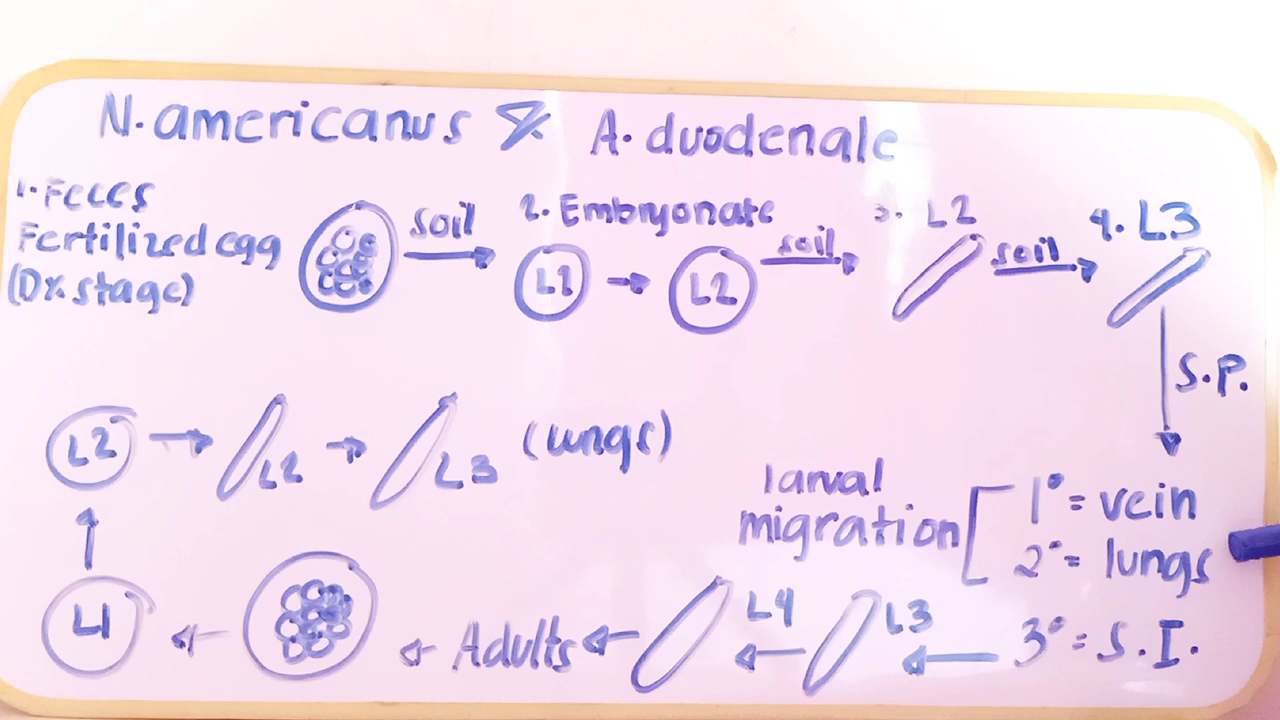 N. americanus & A. duodenale
1. Feces
Fertilized egg
(Dx. stage)
soil
2. Embryonate
L1
L2
soil
3. L2
soil
4. L3
S.P.
larval
migration
1° = vein
2° = lungs
3° = S.I.
L3
L4
Adults
L1
L2
L2
L3
(lungs)